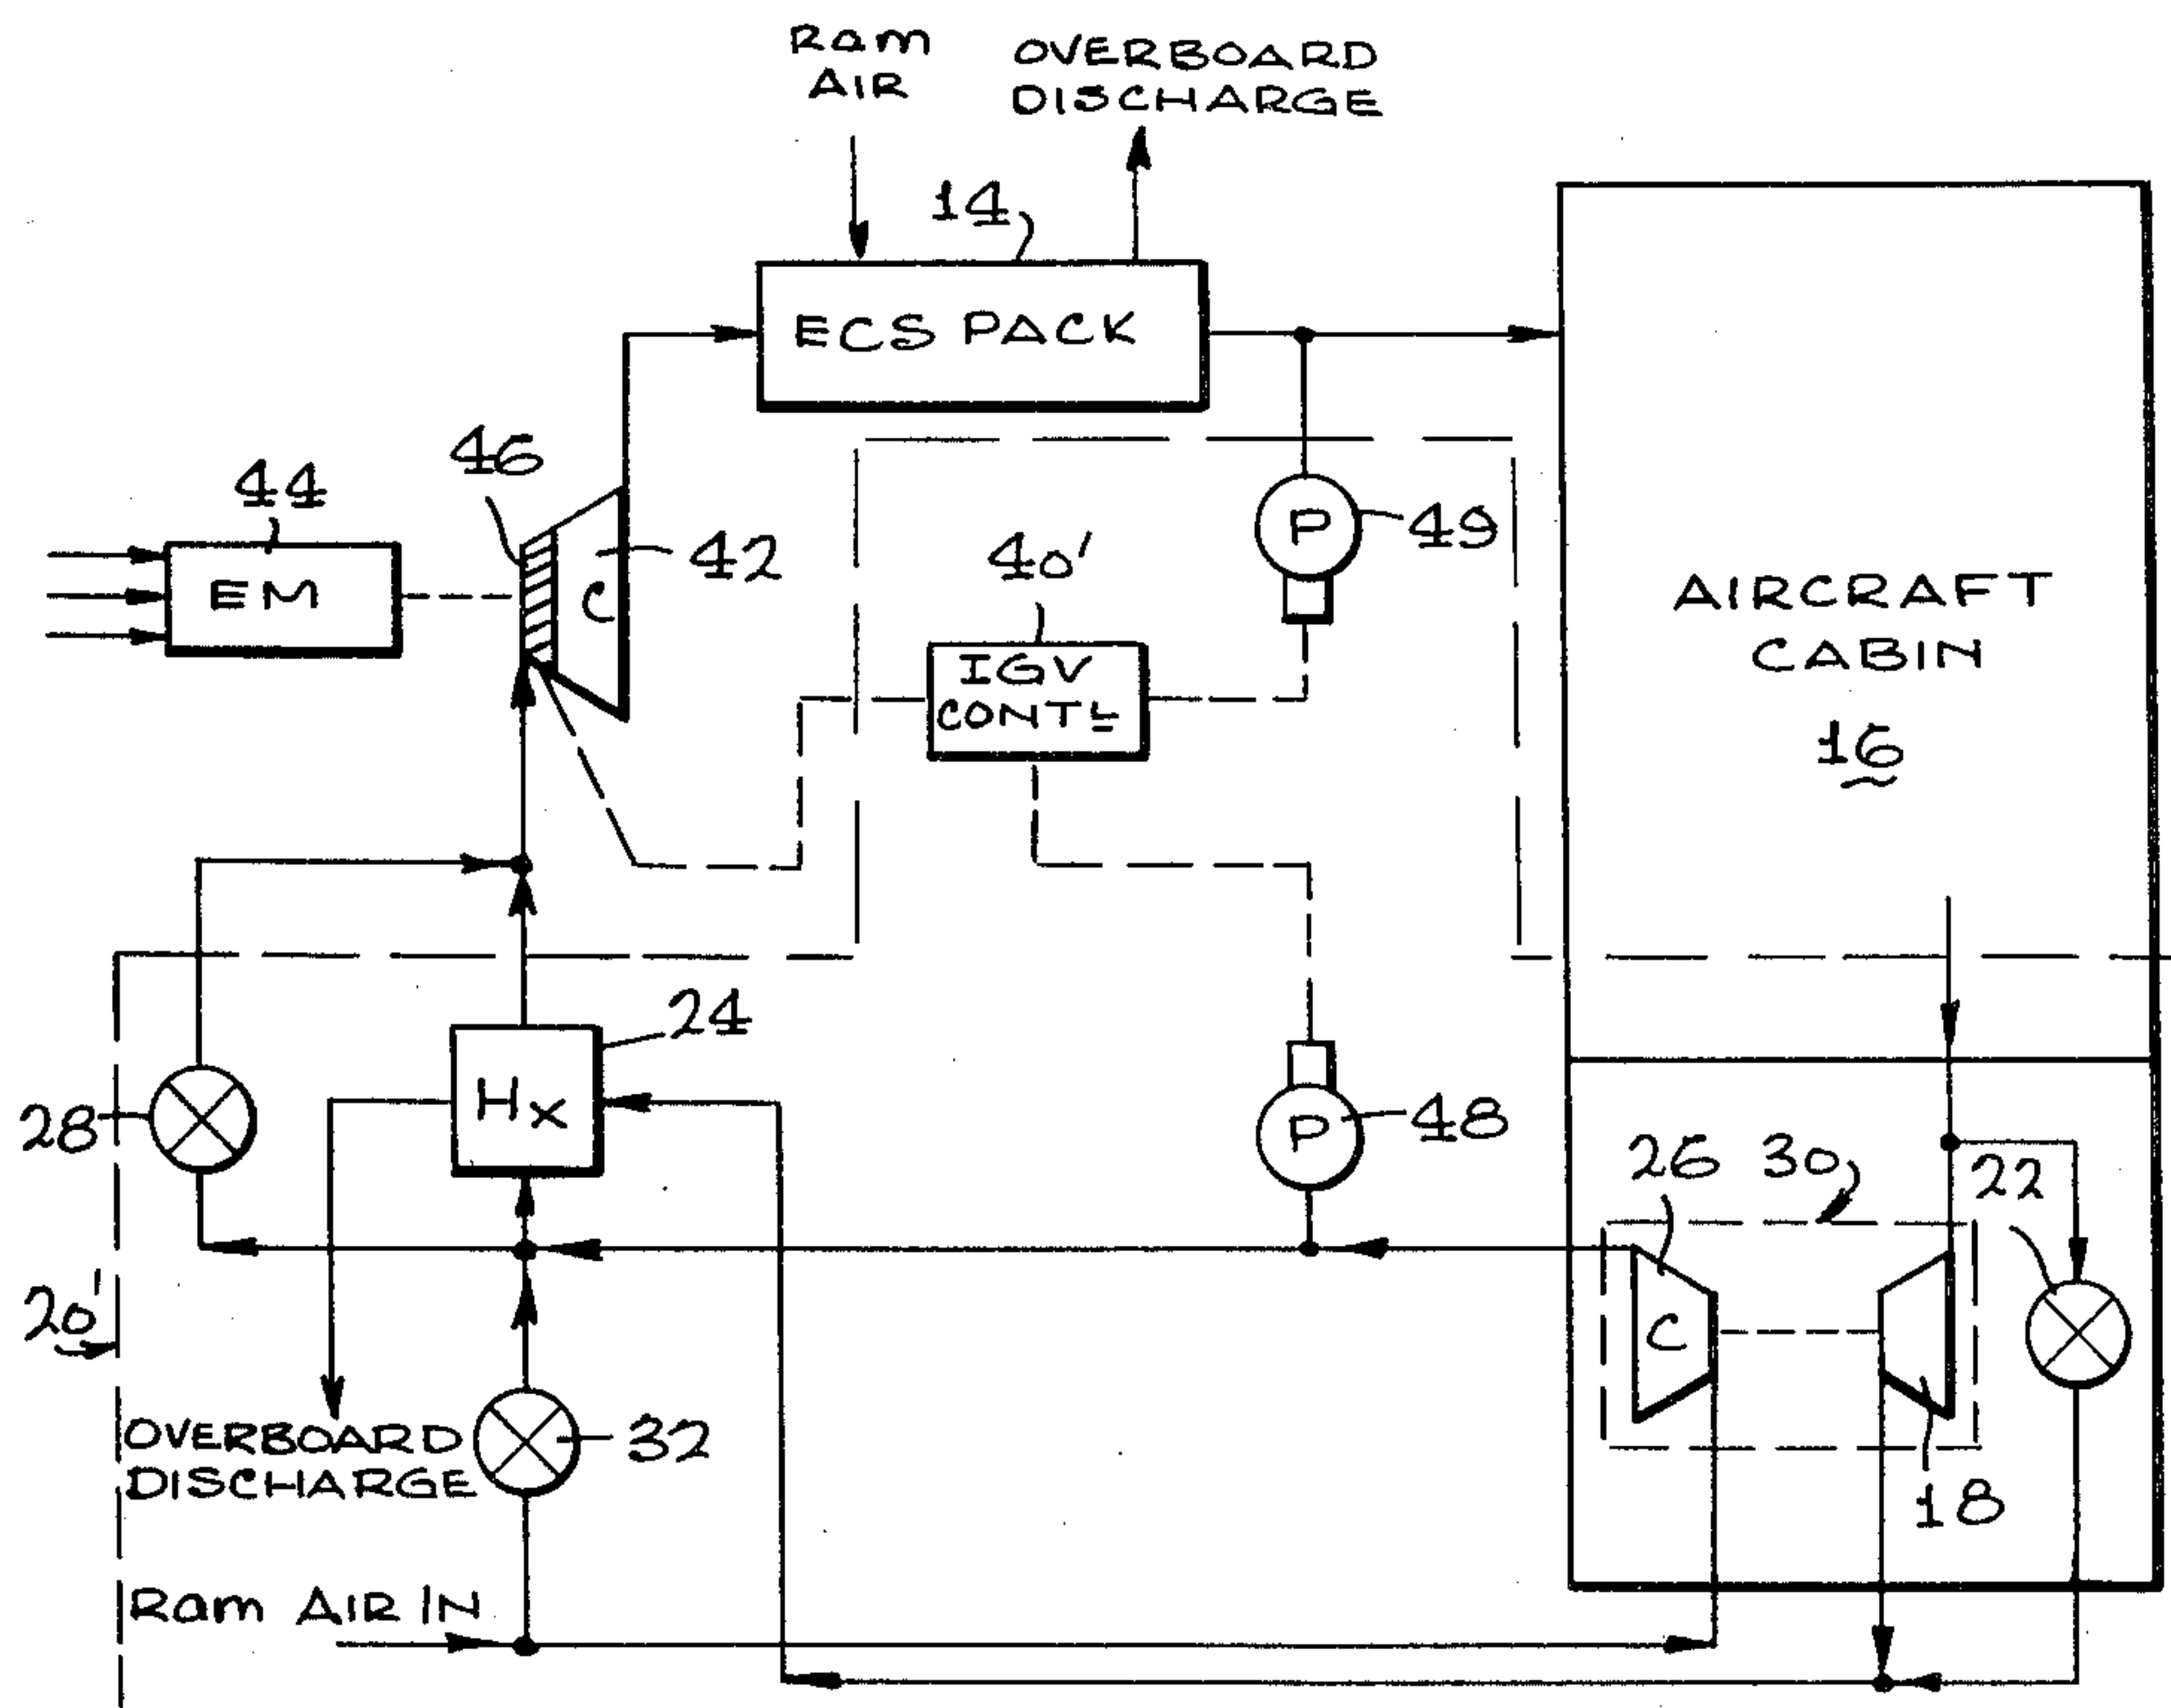 Ram
AIR
OVERBOARD
DISCHARGE
14
ECS PACK
46
44
EM
42
C
P
49
40'
IGV
CONTL
AIRCRAFT
CABIN
16
24
Hx
28
P
48
26
30
22
C
20'
18
OVERBOARD
DISCHARGE
32
Ram AIR IN